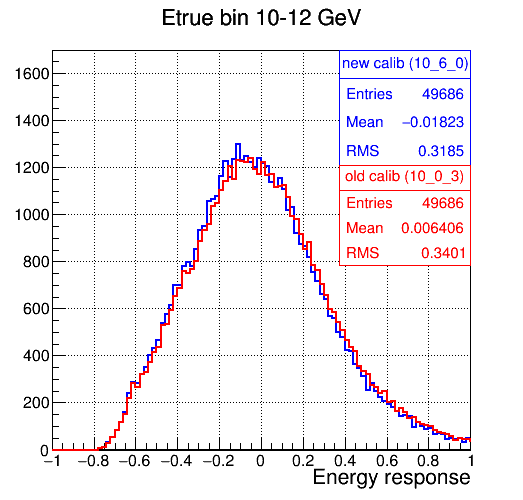 Etrue bin 10-12 GeV
new calib (10_6_0)
Entries 49686
Mean −0.01823
RMS 0.3185
old calib (10_0_3)
Entries 49686
Mean 0.006406
RMS 0.3401
1600
1400
1200
1000
800
600
400
200
0
−1 −0.8 −0.6 −0.4 −0.2 0 0.2 0.4 0.6 0.8 1
Energy response